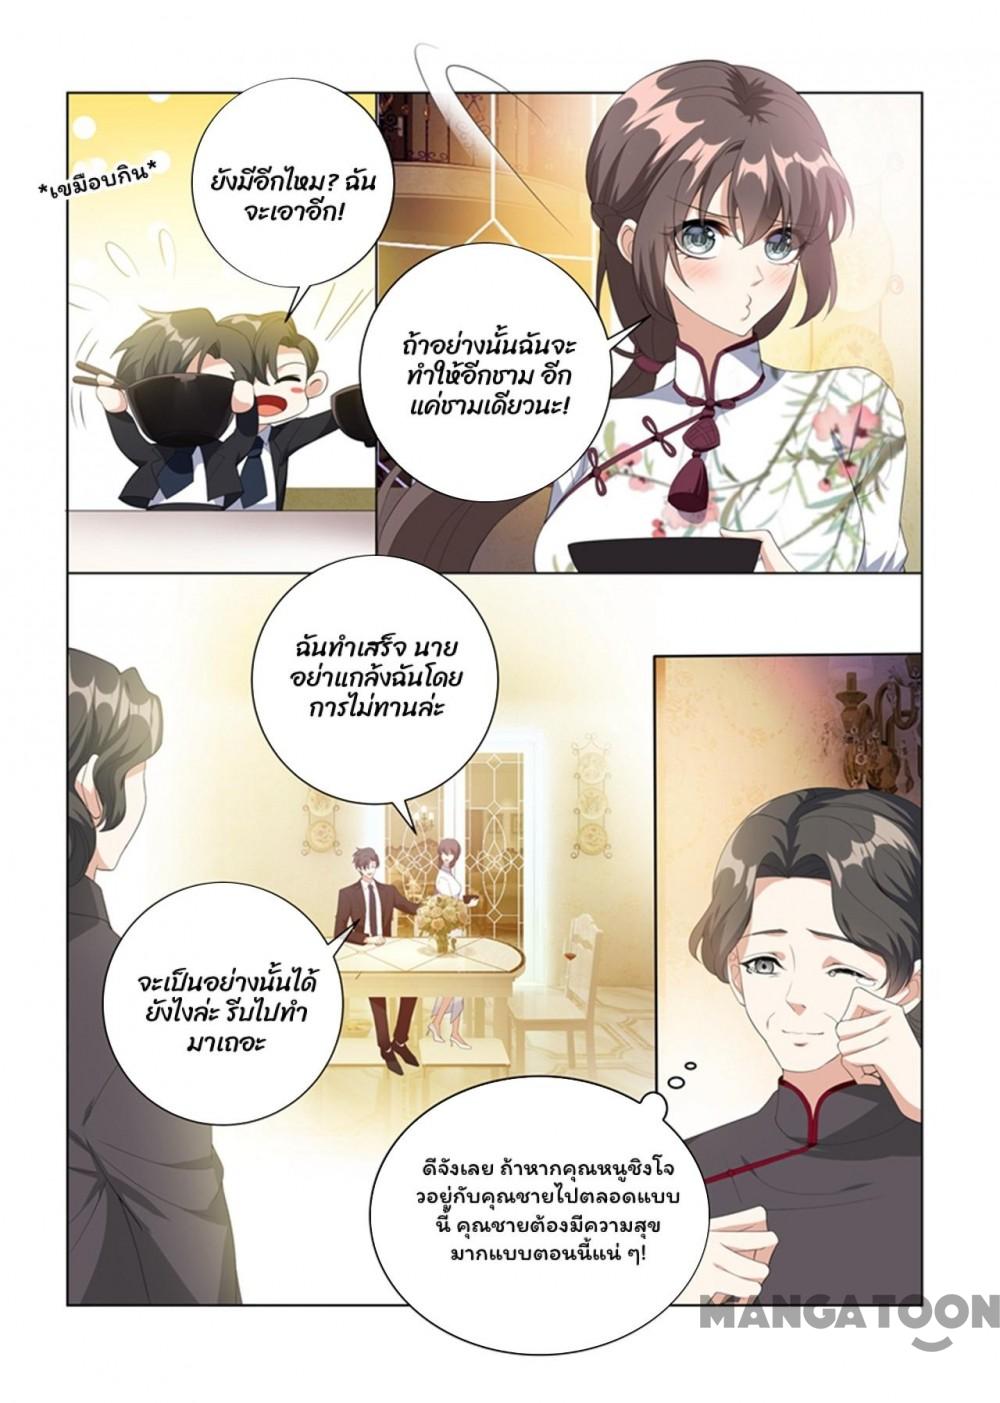 *เขมือบกิน*
ยังมีอีกไหม? ฉัน
จะเอาอีก!
ถ้าอย่างนั้นฉันจะ
ทำให้อีกชาม อีก
แค่ชามเดียวนะ!
ฉันทำเสร็จ นาย
อย่าแกล้งฉันโดย
การไม่ทานล่ะ
จะเป็นอย่างนั้นได้
ยังไงล่ะ รีบไปทำ
มาเถอะ
ดีจังเลย ถ้าหากคุณหนูชิงโจ
วอยู่กับคุณชายไปตลอดแบบ
นี้ คุณชายต้องมีความสุข
มากแบบตอนนี้แน่ ๆ!
MANGATOON